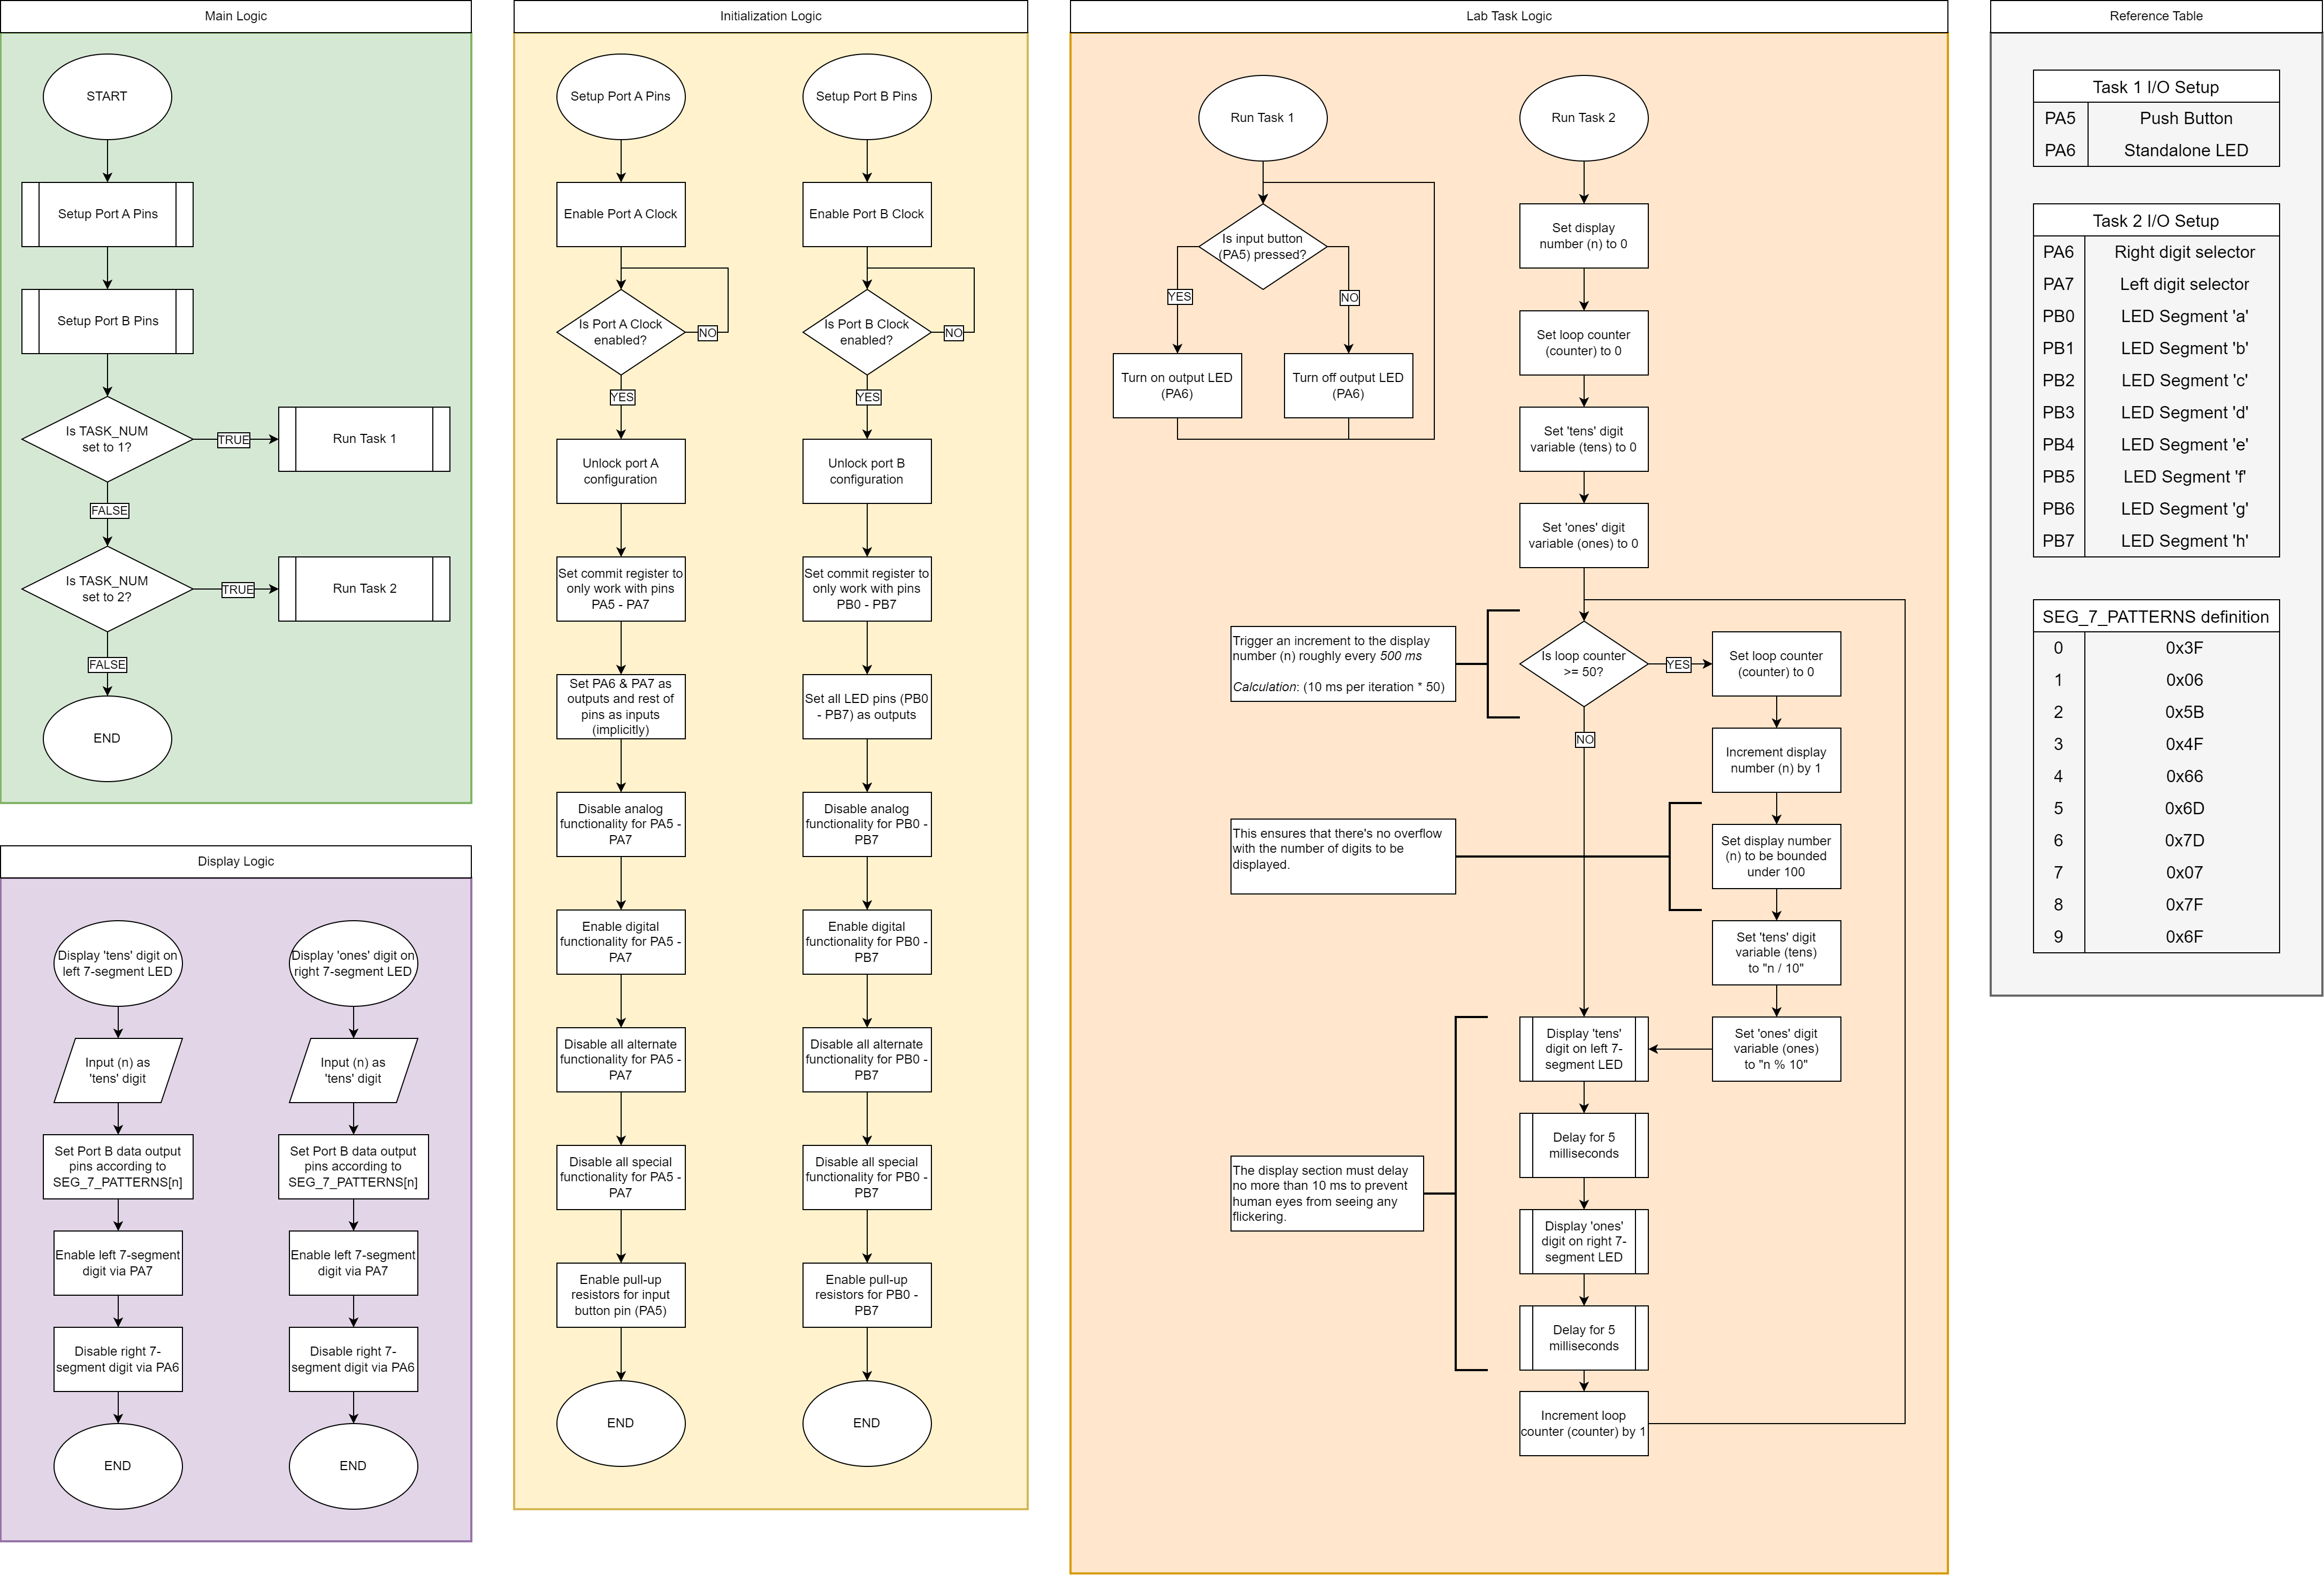 Main Logic
START
Setup Port A Pins
Setup Port B Pins
Is TASK_NUM
set to 1?
TRUE
Run Task 1
FALSE
Is TASK_NUM
set to 2?
TRUE
Run Task 2
FALSE
END
Display Logic
Display 'tens' digit on
left 7-segment LED
Input (n) as
'tens' digit
Set Port B data output
pins according to
SEG_7_PATTERNS[n]
Enable left 7-segment
digit via PA7
Disable right 7-
segment digit via PA6
END
Display 'ones' digit on
right 7-segment LED
Input (n) as
'tens' digit
Set Port B data output
pins according to
SEG_7_PATTERNS[n]
Enable left 7-segment
digit via PA7
Disable right 7-
segment digit via PA6
END
Initialization Logic
Setup Port A Pins
Enable Port A Clock
Is Port A Clock
enabled?
NO
YES
Unlock port A
configuration
Set commit register to
only work with pins
PA5 - PA7
Set PA6 & PA7 as
outputs and rest of
pins as inputs
(implicitly)
Disable analog
functionality for PA5 -
PA7
Enable digital
functionality for PA5 -
PA7
Disable all alternate
functionality for PA5 -
PA7
Disable all special
functionality for PA5 -
PA7
Enable pull-up
resistors for input
button pin (PA5)
END
Setup Port B Pins
Enable Port B Clock
Is Port B Clock
enabled?
NO
YES
Unlock port B
configuration
Set commit register to
only work with pins
PB0 - PB7
Set all LED pins (PB0
- PB7) as outputs
Disable analog
functionality for PB0 -
PB7
Enable digital
functionality for PB0 -
PB7
Disable all alternate
functionality for PB0 -
PB7
Disable all special
functionality for PB0 -
PB7
Enable pull-up
resistors for PB0 -
PB7
END
Lab Task Logic
Run Task 1
Is input button
(PA5) pressed?
YES
NO
Turn on output LED
(PA6)
Turn off output LED
(PA6)
Run Task 2
Set display
number (n) to 0
Set loop counter
(counter) to 0
Set 'tens' digit
variable (tens) to 0
Set 'ones' digit
variable (ones) to 0
Trigger an increment to the display
number (n) roughly every 500 ms
Calculation: (10 ms per iteration * 50)
Is loop counter
>= 50?
YES
NO
Set loop counter
(counter) to 0
Increment display
number (n) by 1
This ensures that there's no overflow
with the number of digits to be
displayed.
Set display number
(n) to be bounded
under 100
Set 'tens' digit
variable (tens)
to "n / 10"
Set 'ones' digit
variable (ones)
to "n % 10"
Display 'tens'
digit on left 7-
segment LED
Delay for 5
milliseconds
The display section must delay
no more than 10 ms to prevent
human eyes from seeing any
flickering.
Display 'ones'
digit on right 7-
segment LED
Delay for 5
milliseconds
Increment loop
counter (counter) by 1
Reference Table
Task 1 I/O Setup
PA5 Push Button
PA6 Standalone LED
Task 2 I/O Setup
PA6 Right digit selector
PA7 Left digit selector
PB0 LED Segment 'a'
PB1 LED Segment 'b'
PB2 LED Segment 'c'
PB3 LED Segment 'd'
PB4 LED Segment 'e'
PB5 LED Segment 'f'
PB6 LED Segment 'g'
PB7 LED Segment 'h'
SEG_7_PATTERNS definition
0 0x3F
1 0x06
2 0x5B
3 0x4F
4 0x66
5 0x6D
6 0x7D
7 0x07
8 0x7F
9 0x6F